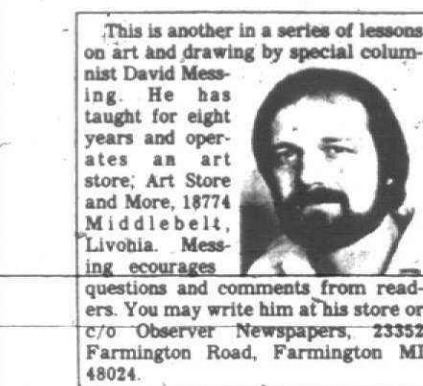 This is another in a series of lessons
on art and drawing by special colum-
nist David Mess-
ing. He has
taught for eight
years and oper-
ates an art
store, Art Store
and More, 18774
Middlebelt,
Livonia. Mess-
ing ecourages
questions and comments from read-
ers. You may write him at his store or
c/o Observer Newspapers, 23352
Farmington Road, Farmington MI
48024.